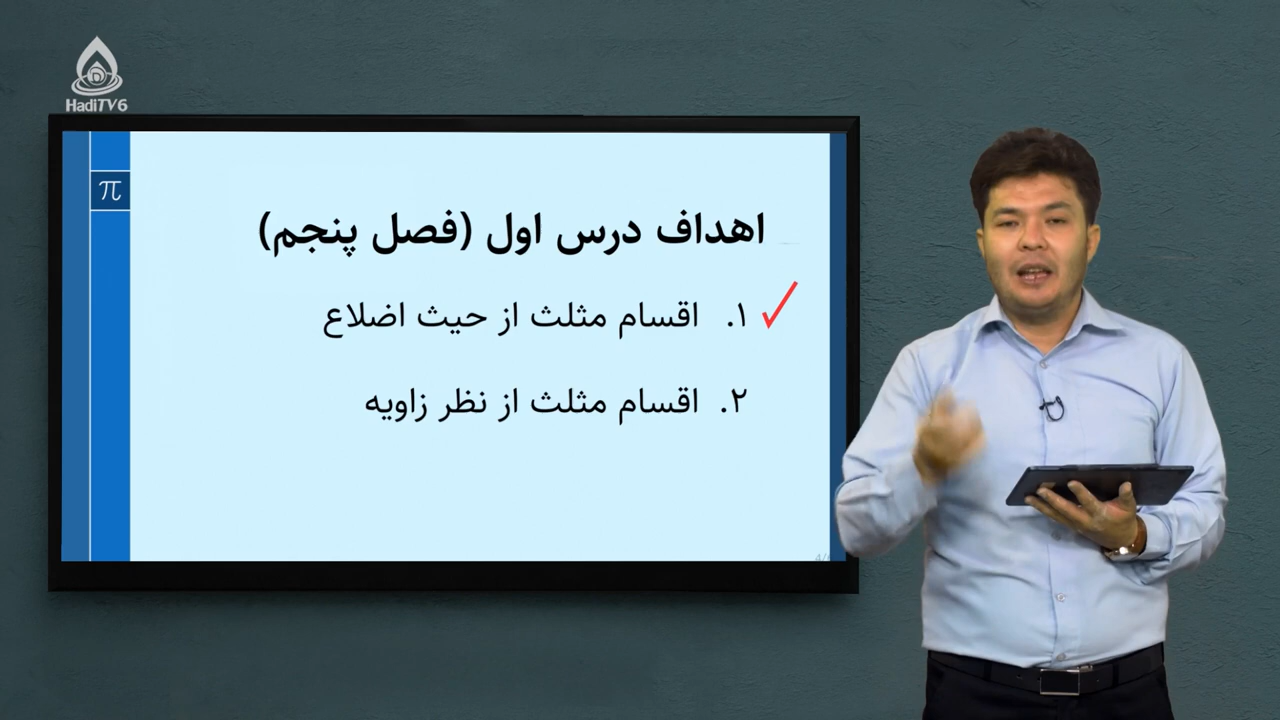 HadiTV6
π
اهداف درس اول (فصل پنجم)
۱. اقسام مثلث از حیث اضلاع
۲. اقسام مثلث از نظر زاویه